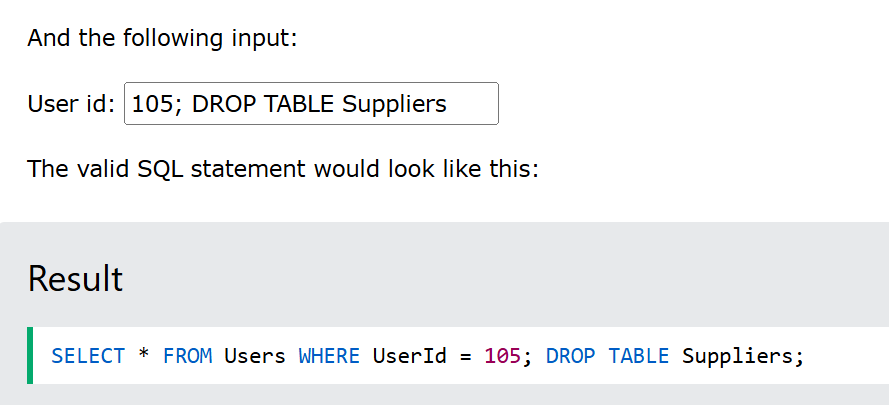 And the following input:
User id: 105; DROP TABLE Suppliers
The valid SQL statement would look like this:
Result
SELECT * FROM Users WHERE UserId = 105; DROP TABLE Suppliers;